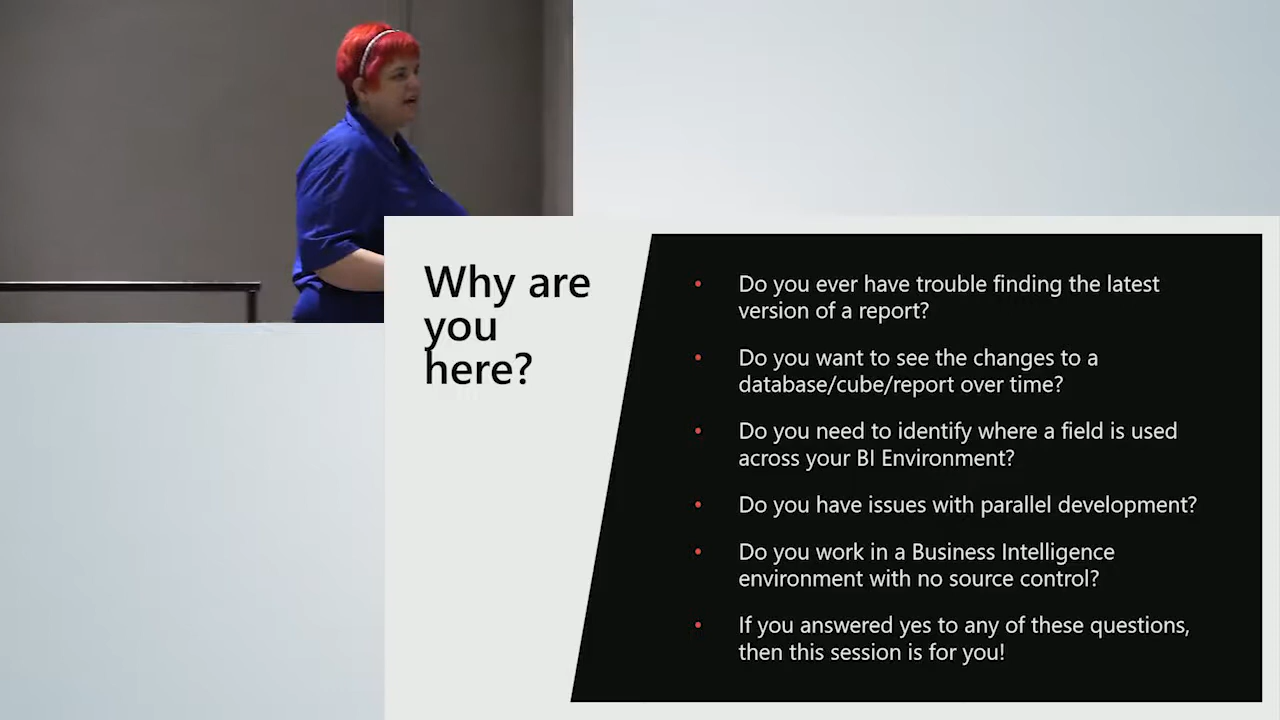 Why are
you
here?
Do you ever have trouble finding the latest
version of a report?
Do you want to see the changes to a
database/cube/report over time?
Do you need to identify where a field is used
across your BI Environment?
Do you have issues with parallel development?
Do you work in a Business Intelligence
environment with no source control?
If you answered yes to any of these questions,
then this session is for you!